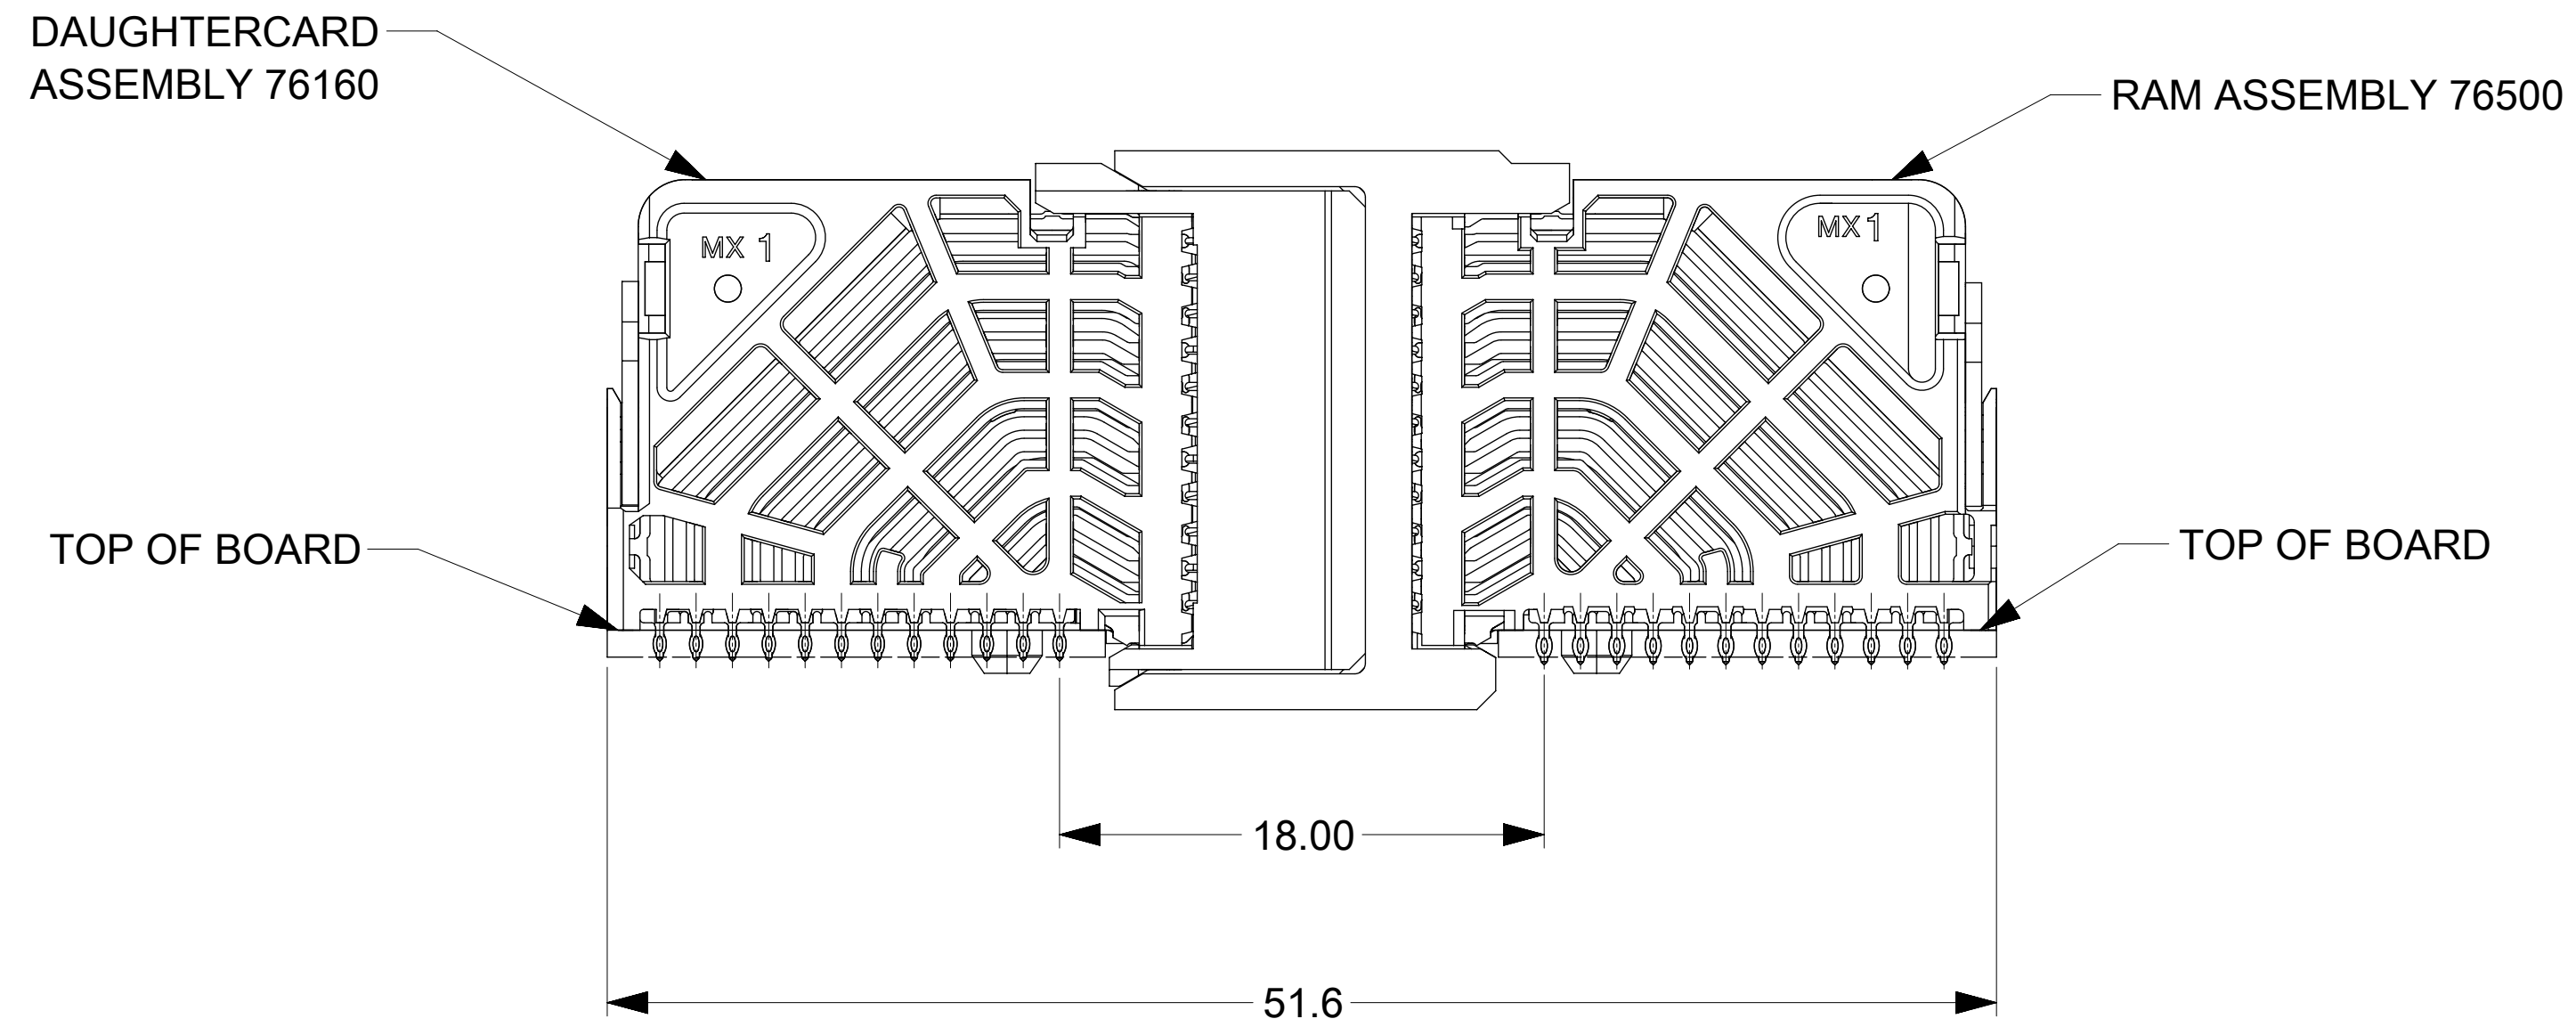 DAUGHTERCARD
ASSEMBLY 76160
RAM ASSEMBLY 76500
MX 1
MX 1
TOP OF BOARD
TOP OF BOARD
18.00
51.6